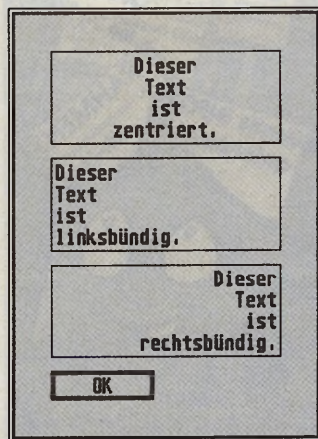 Dieser
Text
ist
zentriert.
Dieser
Text
ist
linksbündig.
Dieser
Text
ist
rechtsbündig.
OK